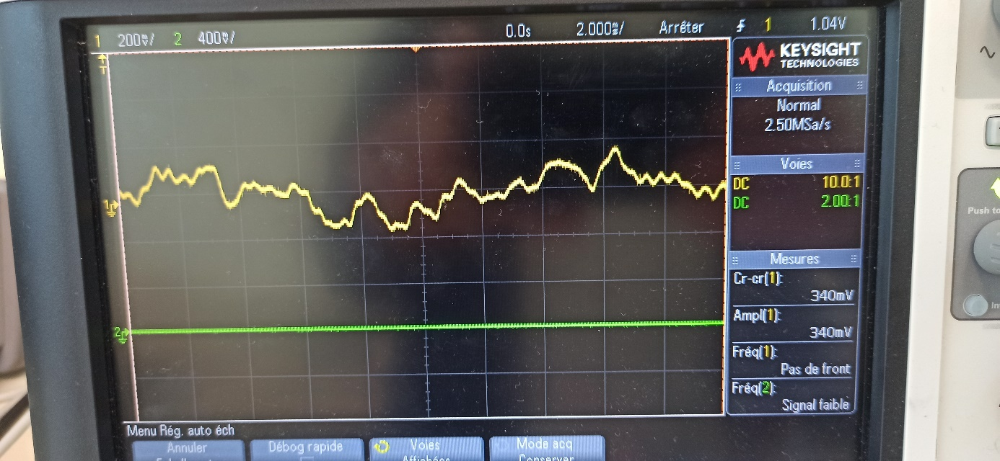 1 200mV/ 2 400mV/ 0.0s 2.000ms/ Arrêter 1 1.04V
T
KEYSIGHT
TECHNOLOGIES
Acquisition
Normal
2.50MSa/s
Voies
DC 10.0:1
DC 2.00:1
Mesures
Cr-cr(1):
340mV
Ampl(1):
340mV
Fréq(1):
Pas de front
Fréq(2):
Signal faible
1
2
Menu Rég. auto éch
Annuler
Débog rapide
Voies
Affichées
Mode acq
Conserver
Push to